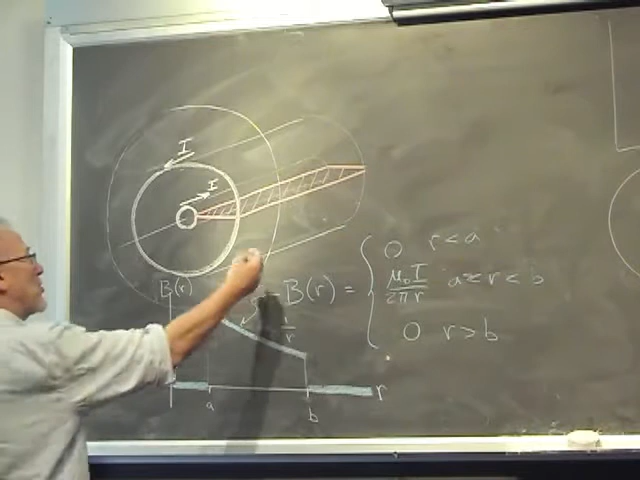 I
I
B(r)
1/r
B(r) = { 0 r < a
μ₀I/2πr a < r < b
0 r > b
r
a b